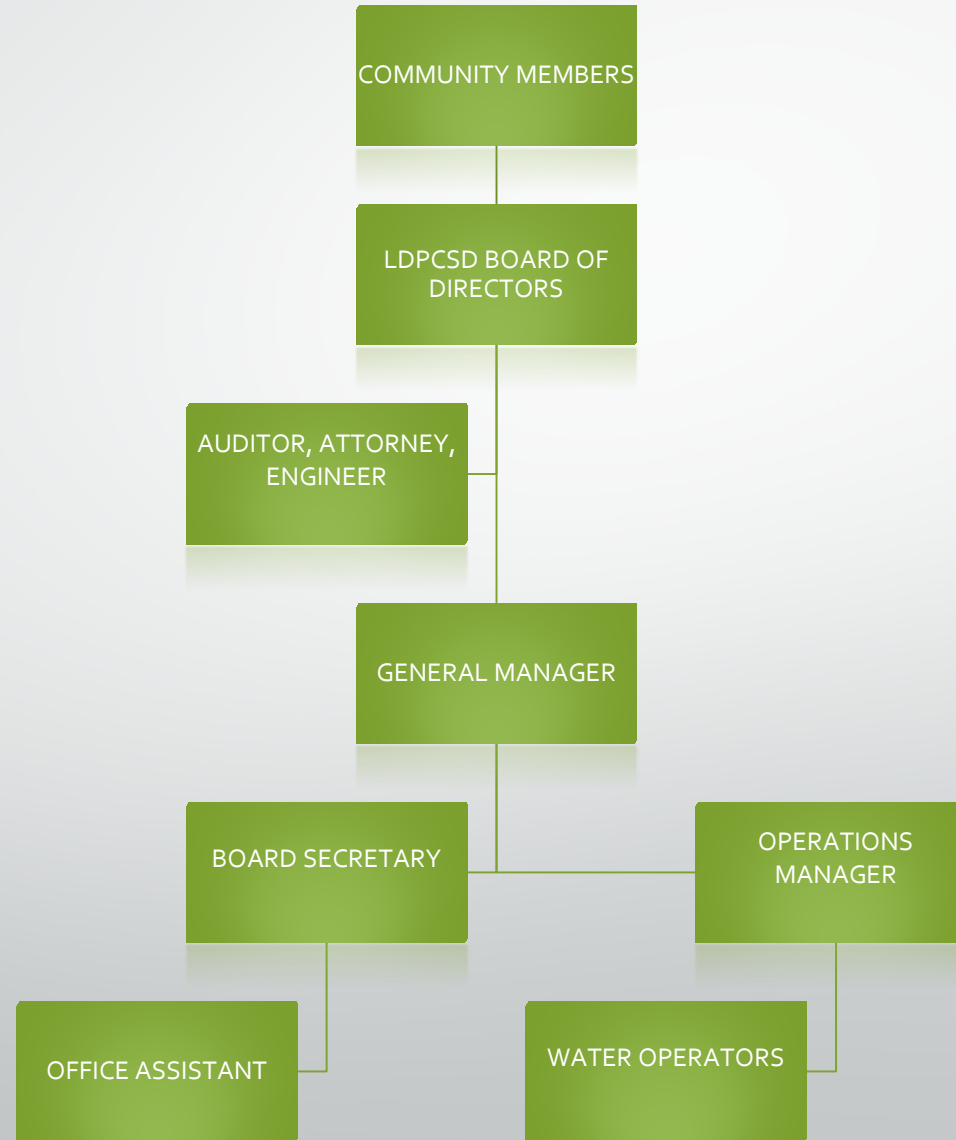 COMMUNITY MEMBERS
LDPCSD BOARD OF
DIRECTORS
AUDITOR, ATTORNEY,
ENGINEER
GENERAL MANAGER
BOARD SECRETARY
OPERATIONS
MANAGER
OFFICE ASSISTANT
WATER OPERATORS